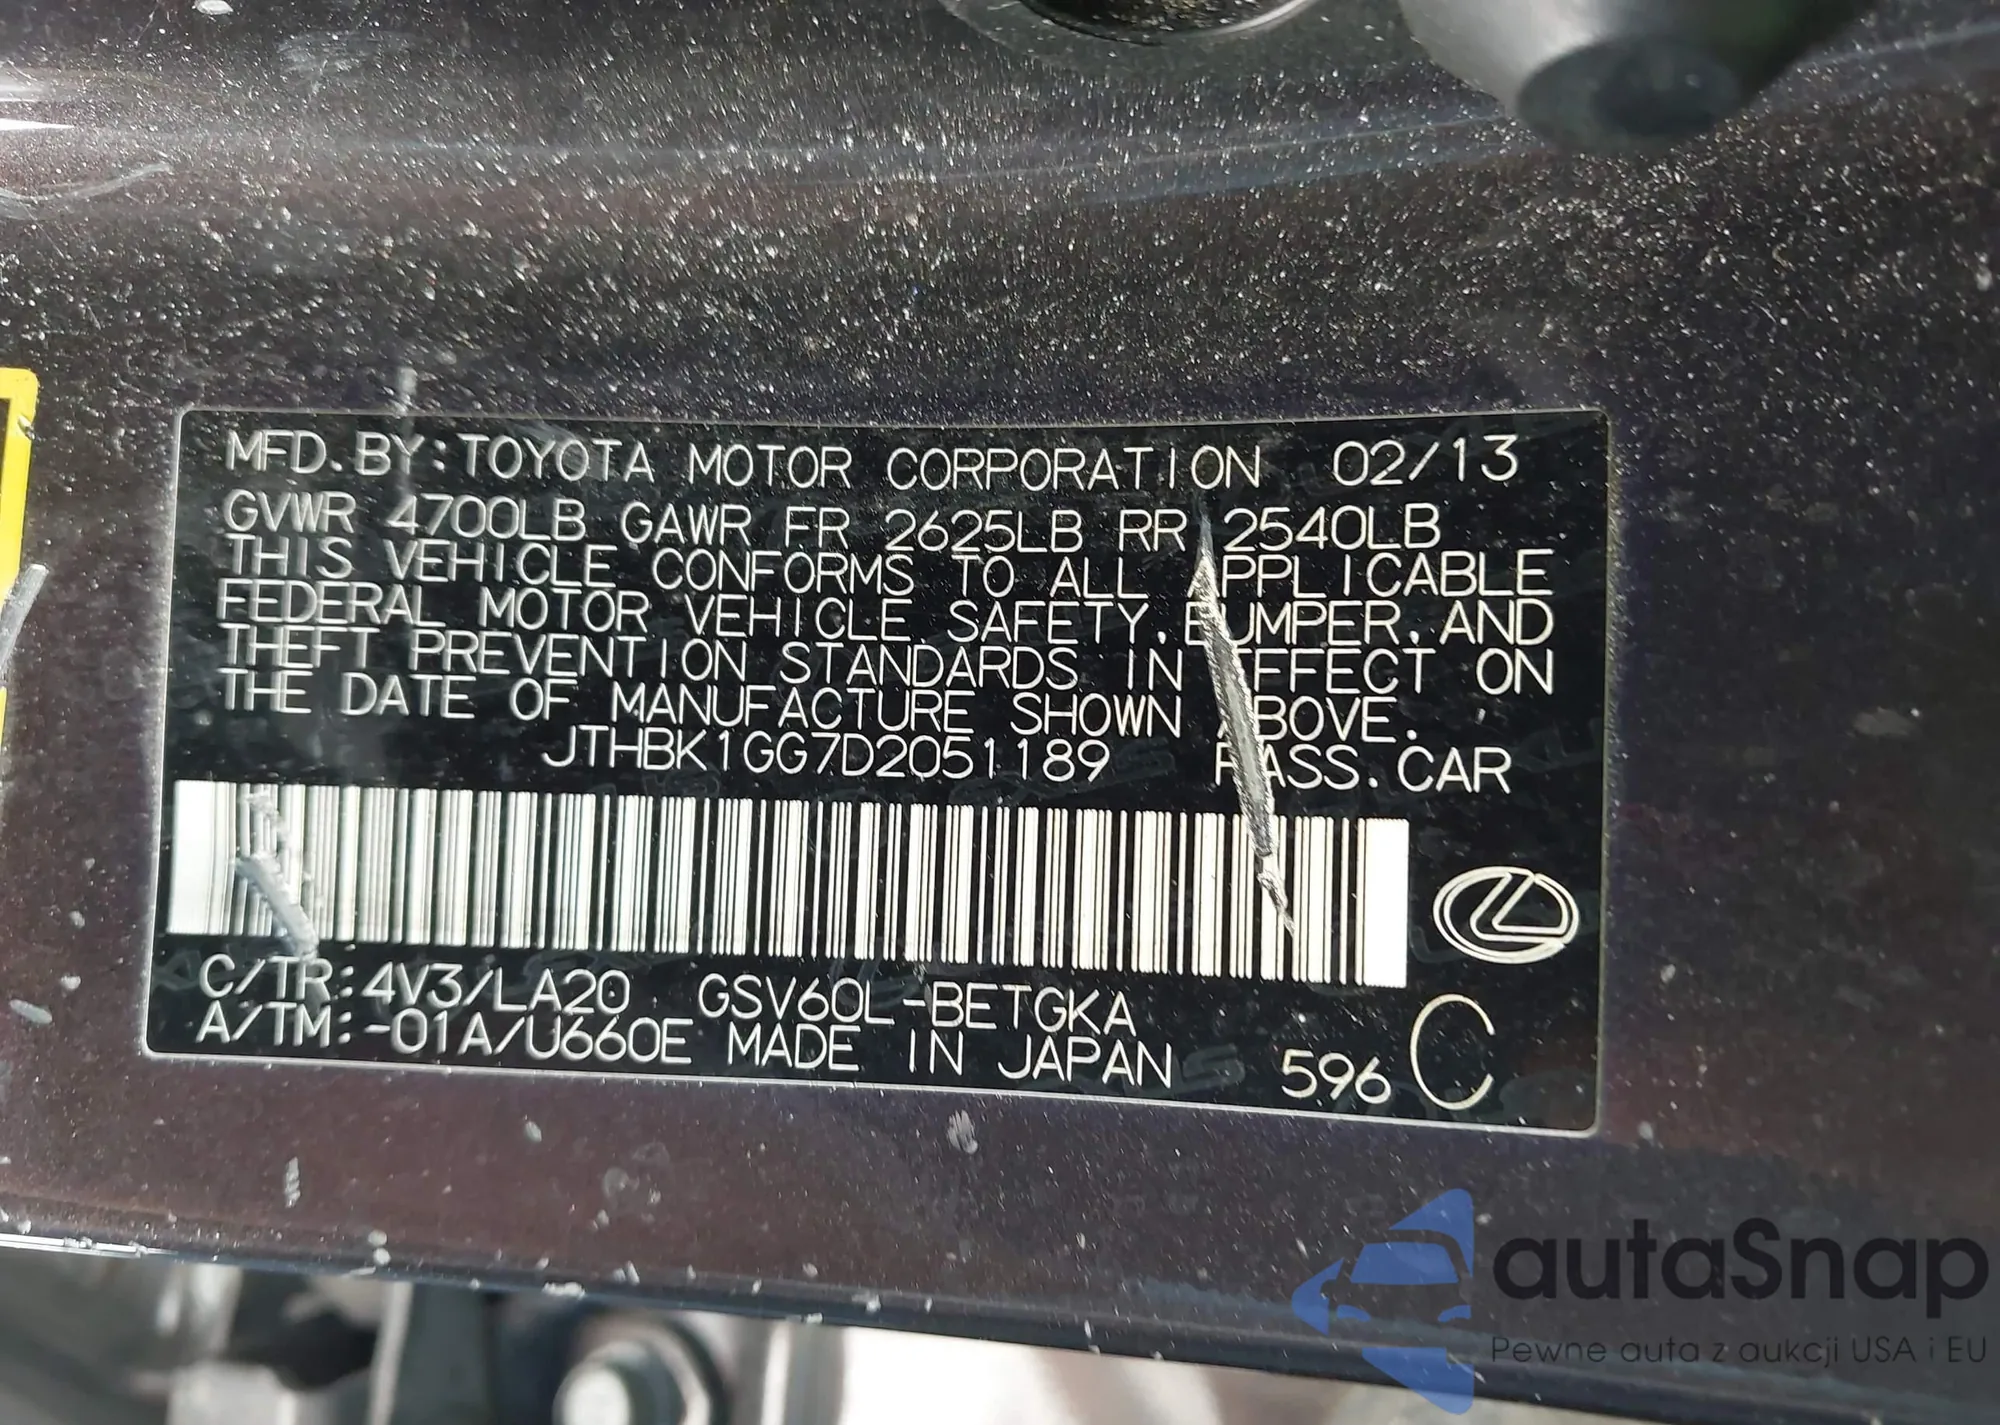 MFD.BY:TOYOTA MOTOR CORPORATION 02/13
GVWR 4700LB GAWR FR 2625LB RR 2540LB
THIS VEHICLE CONFORMS TO ALL APPLICABLE
FEDERAL MOTOR VEHICLE SAFETY, BUMPER, AND
THEFT PREVENTION STANDARDS IN EFFECT ON
THE DATE OF MANUFACTURE SHOWN ABOVE.
JTHBK1GG7D2051189 PASS.CAR
C/TR:4V3/LA20 GSV60L-BETGKA
A/TM:-01A/U660E MADE IN JAPAN 596 C
autaSnap
Pewne auta z aukcji USA i EU